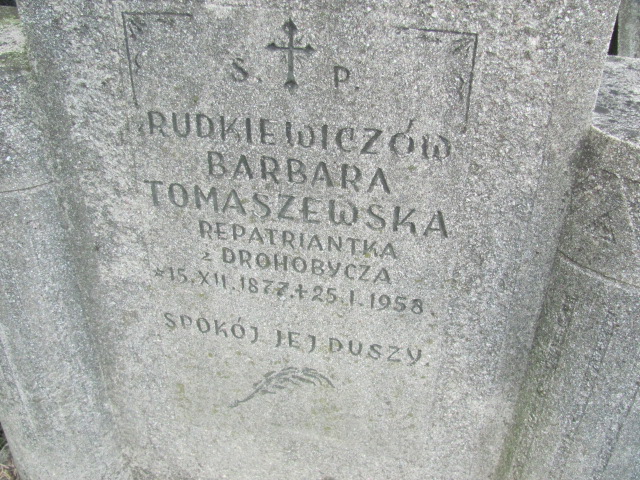 Ś. P.
RUDKIEWICZÓW
BARBARA
TOMASZEWSKA
REPATRIANTKA
z DROHOBYCZA
*15.XII.1877.+25.I.1958.
SPOKÓJ JEJ DUSZY.